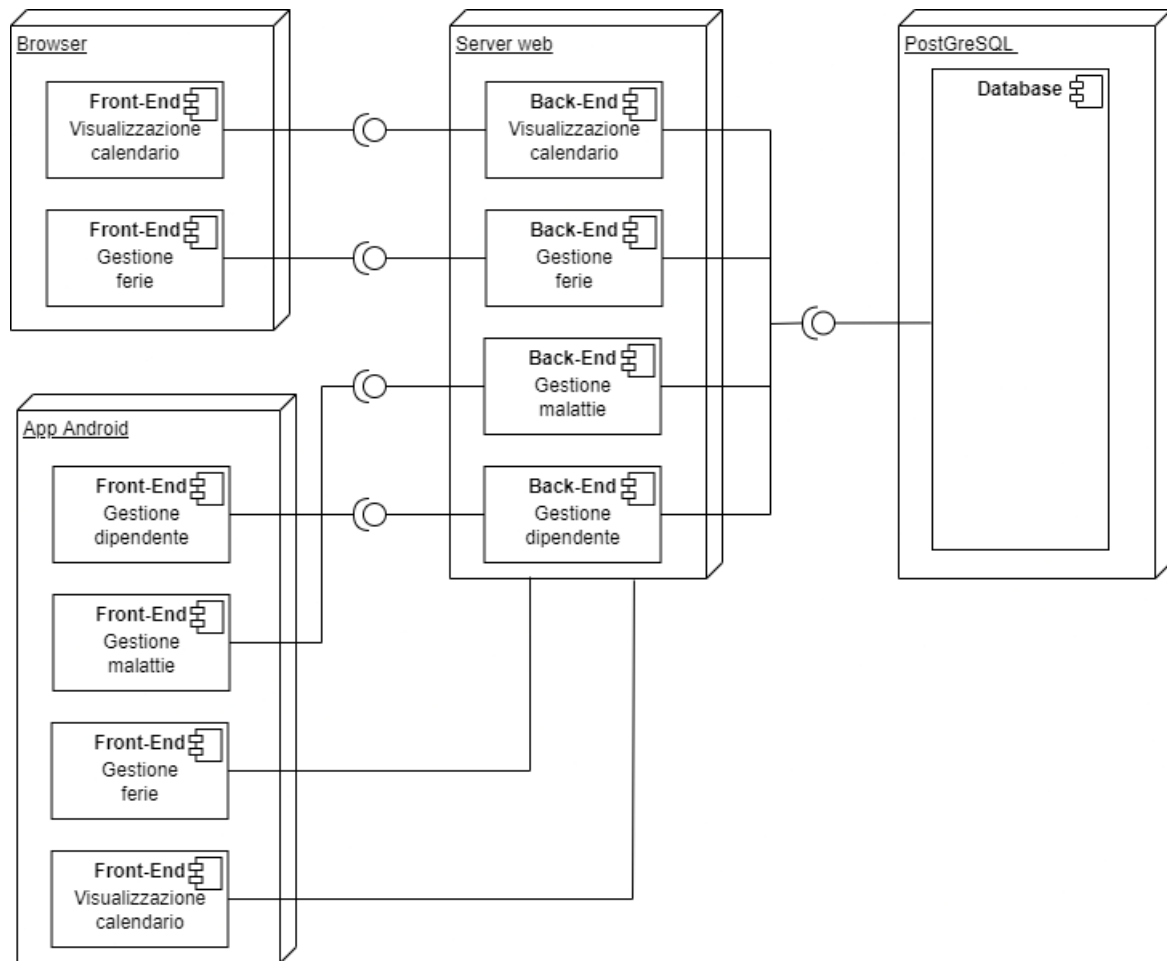 Browser
Front-End
Visualizzazione
calendario
Front-End
Gestione
ferie
App Android
Front-End
Gestione
dipendente
Front-End
Gestione
malattie
Front-End
Gestione
ferie
Front-End
Visualizzazione
calendario
Server web
Back-End
Visualizzazione
calendario
Back-End
Gestione
ferie
Back-End
Gestione
malattie
Back-End
Gestione
dipendente
PostGreSQL
Database